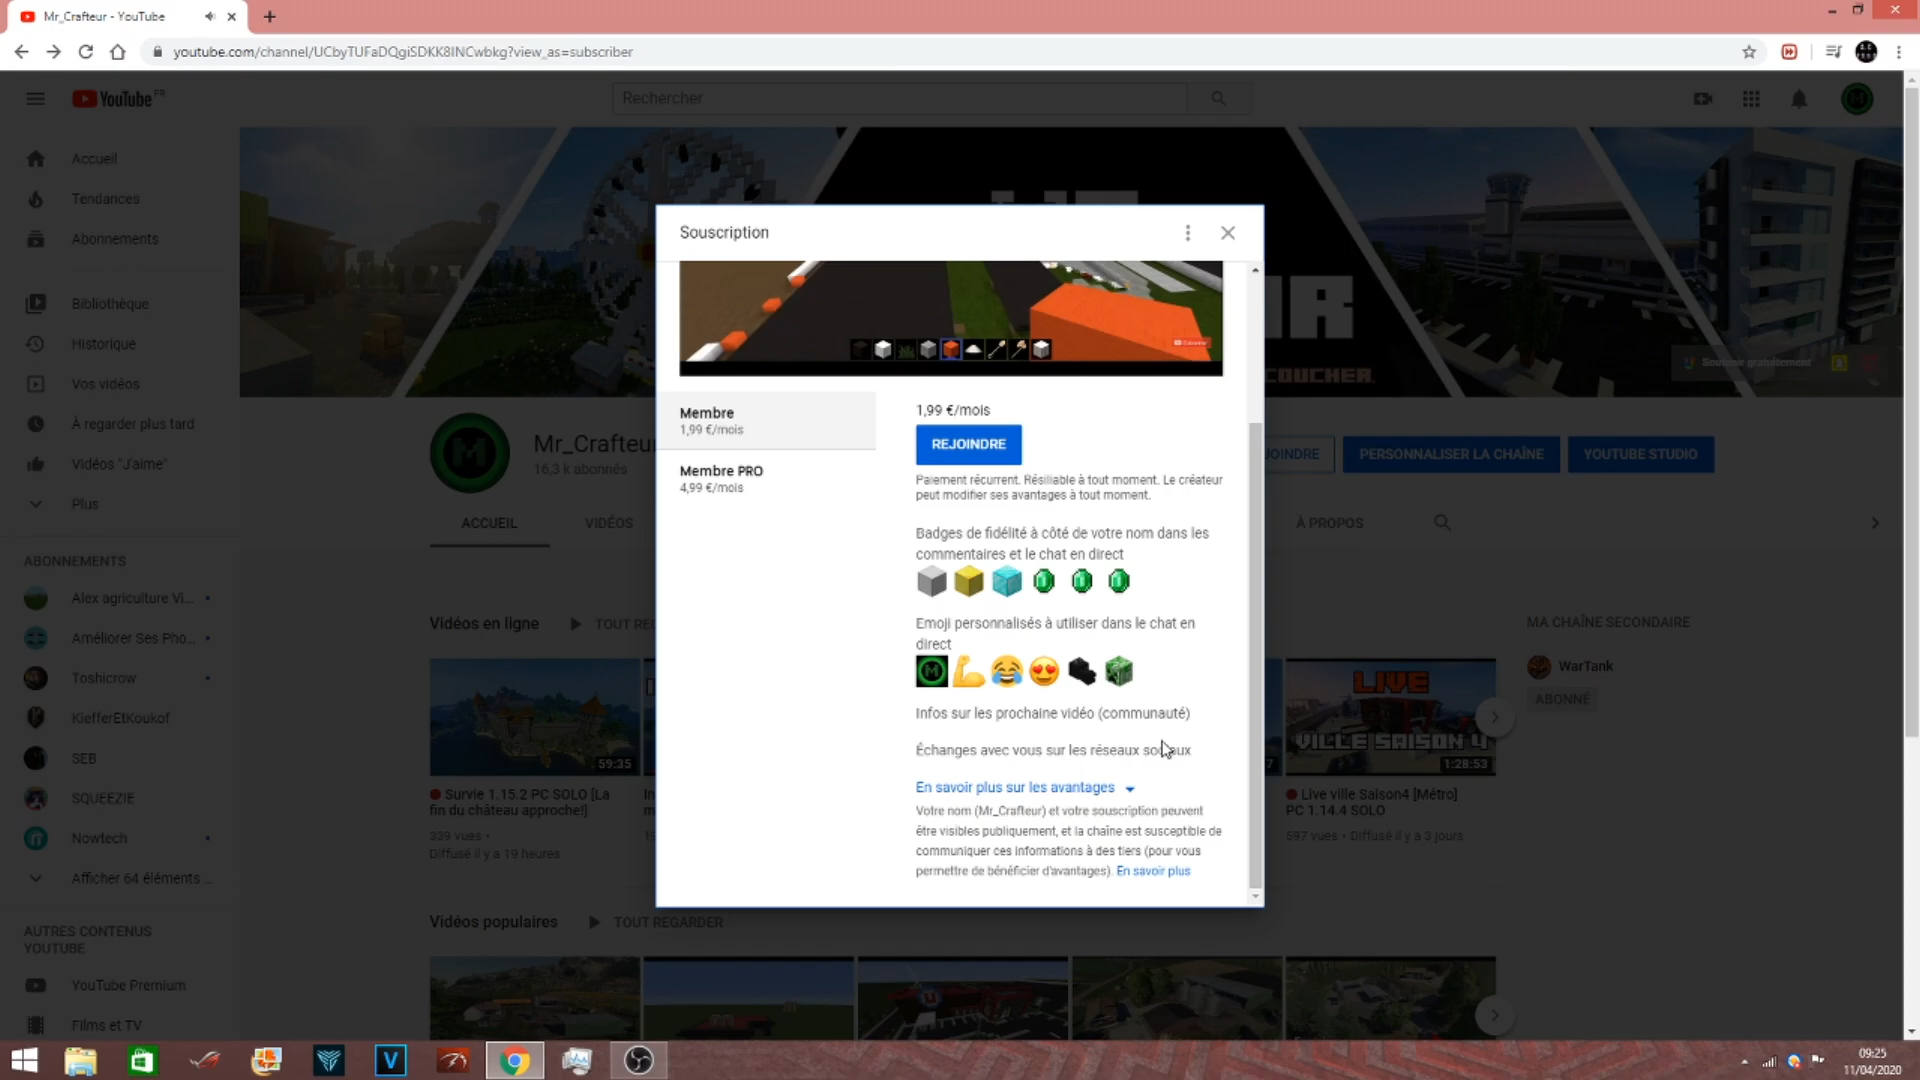 Mr_Crafteur - YouTube
youtube.com/channel/UCbyTUFaDQgiSDKK8INCwbkg?view_as=subscriber
YouTube FR
Rechercher
Accueil
Tendances
Abonnements
Bibliothèque
Historique
Vos vidéos
À regarder plus tard
Vidéos "J'aime"
Plus
ABONNEMENTS
Alex agriculture Vi...
Améliorer Ses Pho...
Toshicrow
KiefferEtKoukof
SEB
SQUEEZIE
Nowtech
Afficher 64 éléments ...
AUTRES CONTENUS
YOUTUBE
YouTube Premium
Films et TV
COUCHER.
Soutenir gratuitement
Mr_Crafteur
16,3 k abonnés
JOINDRE
PERSONNALISER LA CHAÎNE
YOUTUBE STUDIO
ACCUEIL
VIDÉOS
À PROPOS
Vidéos en ligne
TOUT RE
59:35
Survie 1.15.2 PC SOLO [La
fin du château approche!]
339 vues •
Diffusé il y a 19 heures
LIVE
VILLE SAISON 4
1:28:53
Live ville Saison4 [Métro]
PC 1.14.4 SOLO
597 vues • Diffusé il y a 3 jours
MA CHAÎNE SECONDAIRE
WarTank
ABONNÉ
Vidéos populaires
TOUT REGARDER
Souscription
Membre
1,99 €/mois
Membre PRO
4,99 €/mois
1,99 €/mois
REJOINDRE
Paiement récurrent. Résiliable à tout moment. Le créateur
peut modifier ses avantages à tout moment.
Badges de fidélité à côté de votre nom dans les
commentaires et le chat en direct
Emoji personnalisés à utiliser dans le chat en
direct
Infos sur les prochaine vidéo (communauté)
Échanges avec vous sur les réseaux sociaux
En savoir plus sur les avantages
Votre nom (Mr_Crafteur) et votre souscription peuvent
être visibles publiquement, et la chaîne est susceptible de
communiquer ces informations à des tiers (pour vous
permettre de bénéficier d'avantages). En savoir plus
09:25
11/04/2020